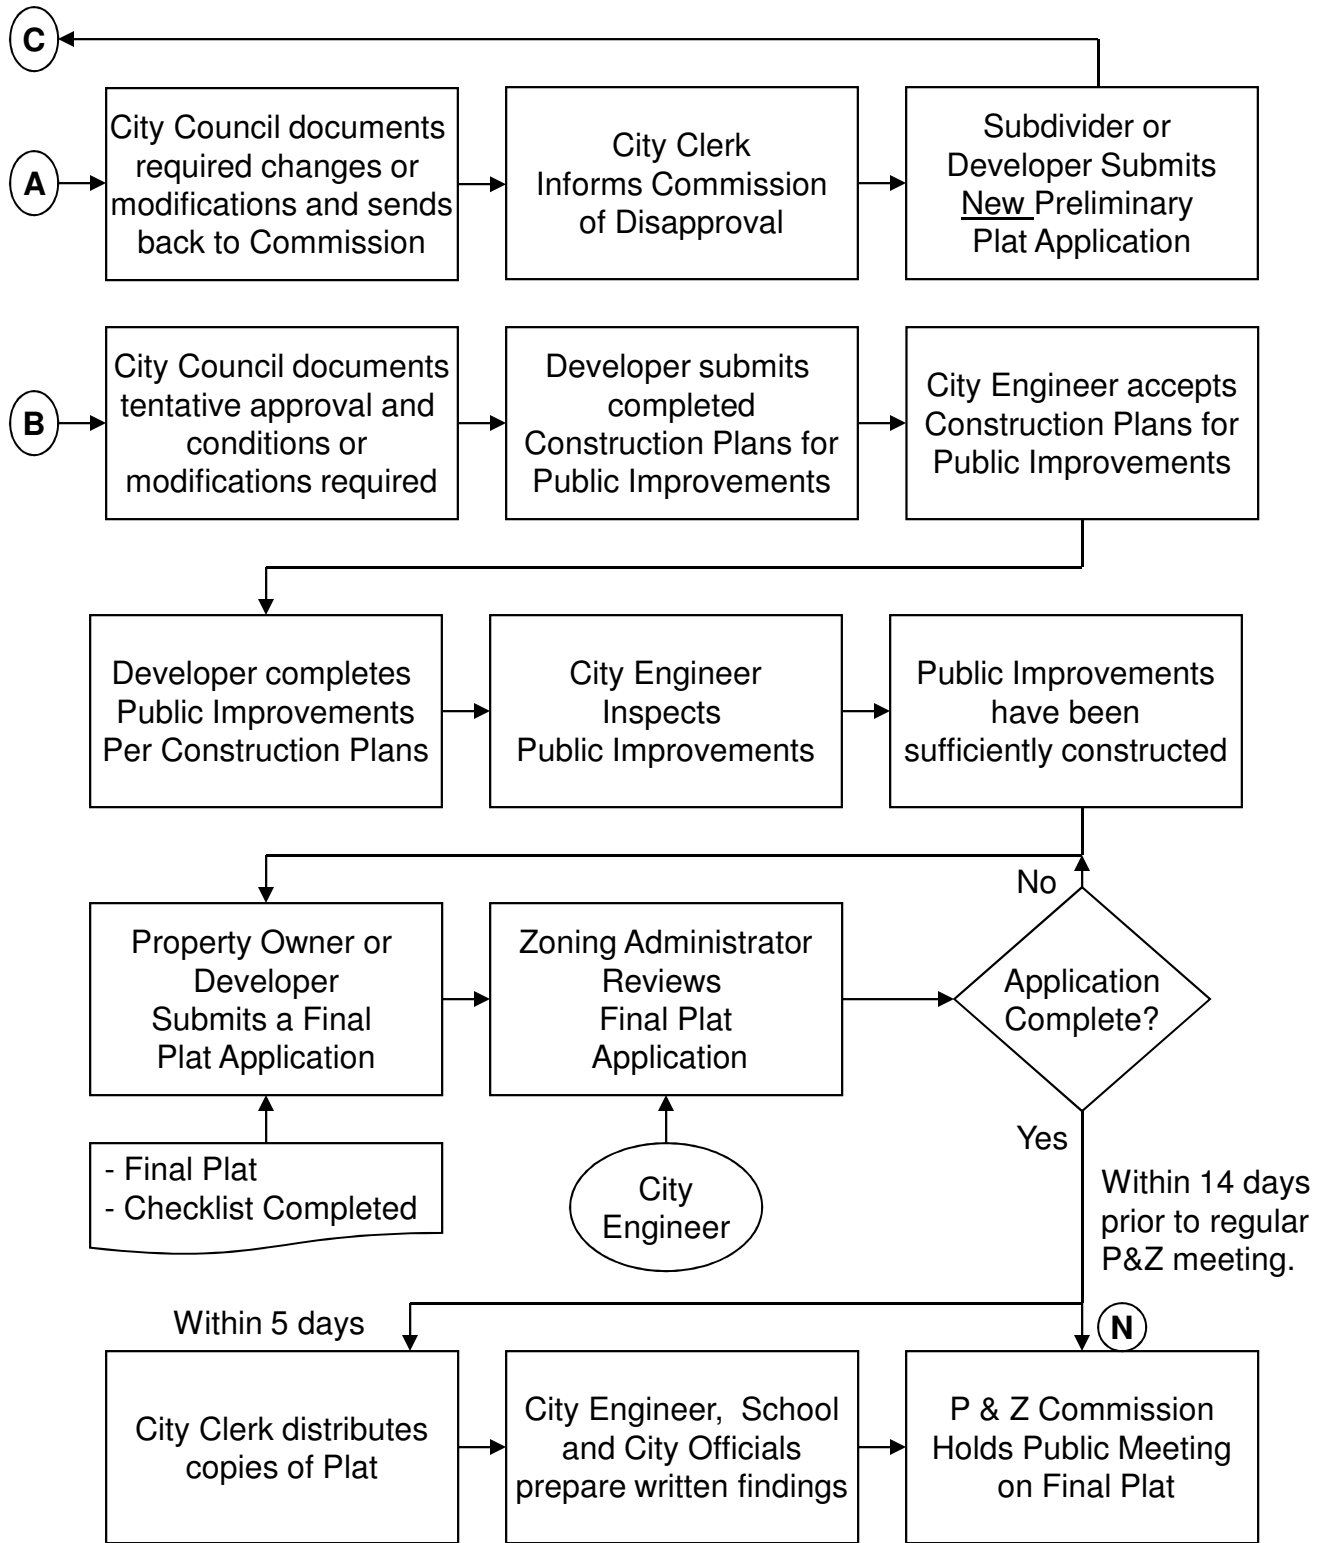 C
A
City Council documents
required changes or
modifications and sends
back to Commission
City Clerk
Informs Commission
of Disapproval
Subdivider or
Developer Submits
New Preliminary
Plat Application
B
City Council documents
tentative approval and
conditions or
modifications required
Developer submits
completed
Construction Plans for
Public Improvements
City Engineer accepts
Construction Plans for
Public Improvements
Developer completes
Public Improvements
Per Construction Plans
City Engineer
Inspects
Public Improvements
Public Improvements
have been
sufficiently constructed
Property Owner or
Developer
Submits a Final
Plat Application
Zoning Administrator
Reviews
Final Plat
Application
No
Application
Complete?
Yes
- Final Plat
- Checklist Completed
City
Engineer
Within 14 days
prior to regular
P&Z meeting.
Within 5 days
N
City Clerk distributes
copies of Plat
City Engineer, School
and City Officials
prepare written findings
P & Z Commission
Holds Public Meeting
on Final Plat